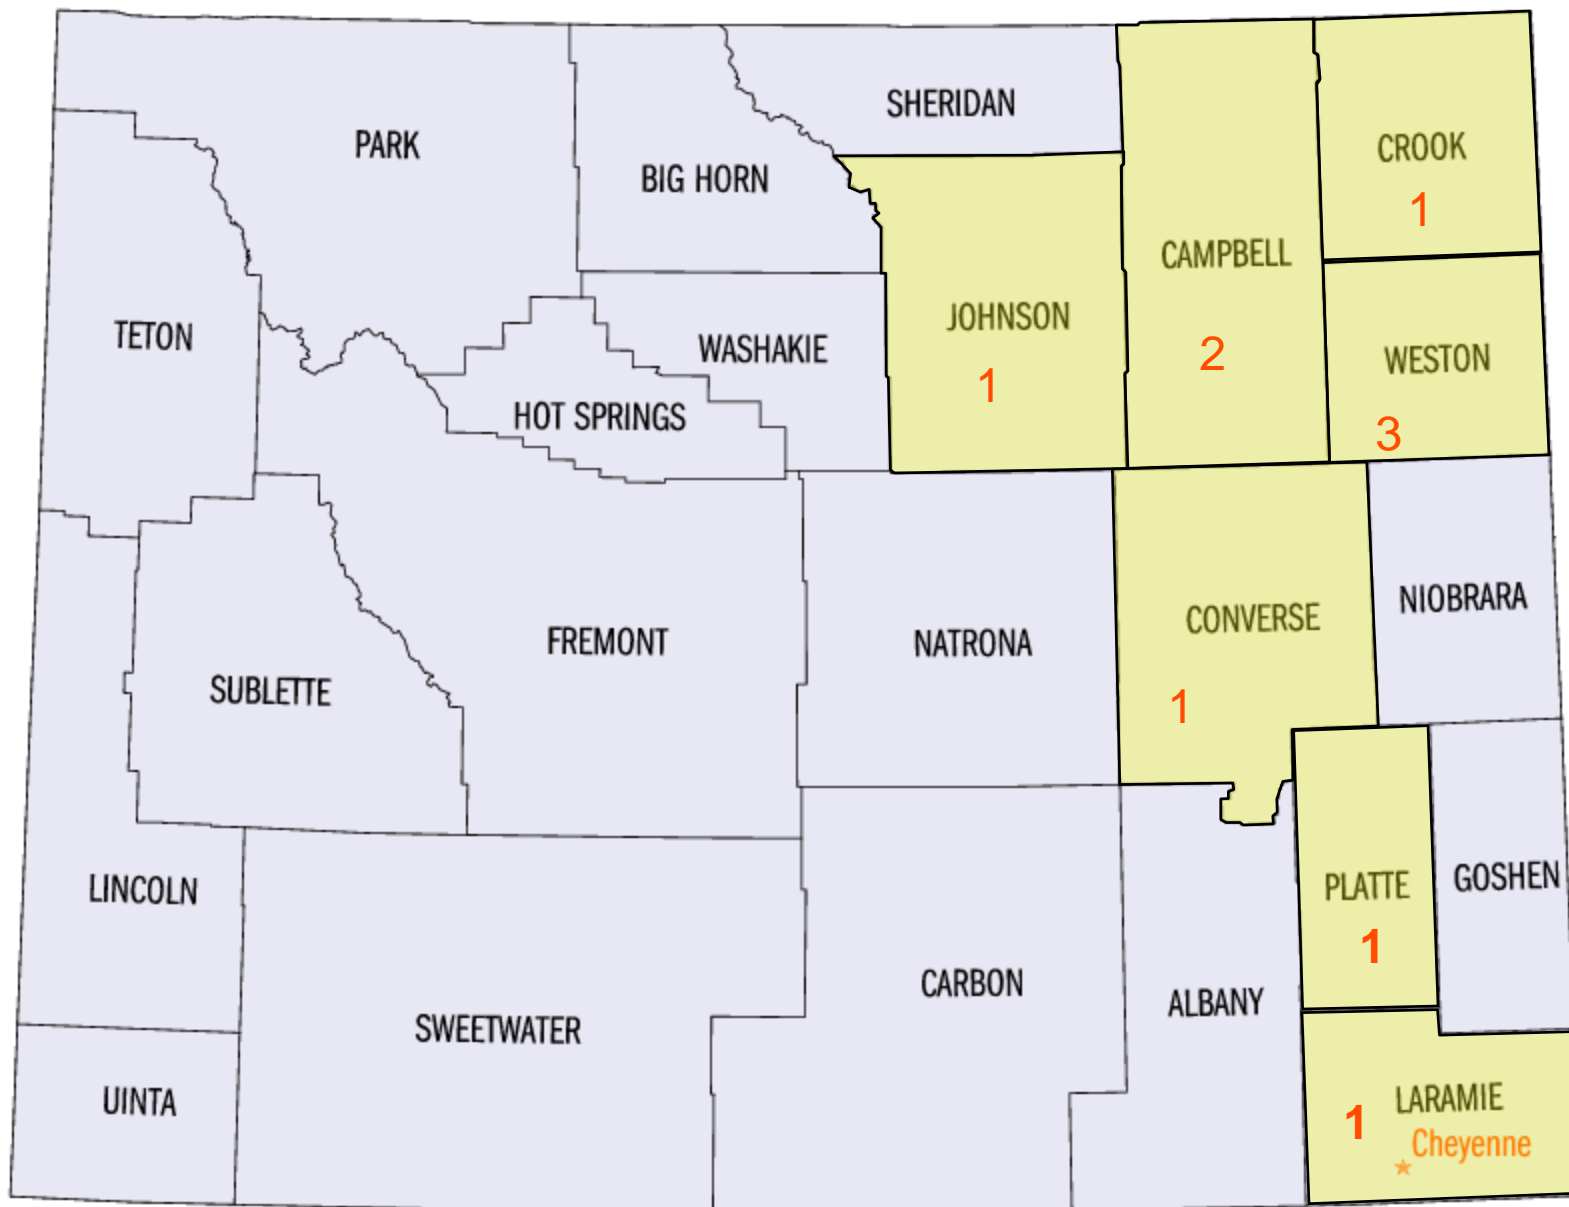 SHERIDAN
PARK
CROOK
BIG HORN
1
CAMPBELL
JOHNSON
TETON
WASHAKIE
2
WESTON
1
HOT SPRINGS
3
NIOBRARA
CONVERSE
FREMONT
NATRONA
SUBLETTE
1
GOSHEN
PLATTE
LINCOLN
1
CARBON
ALBANY
SWEETWATER
LARAMIE
UINTA
1
Cheyenne